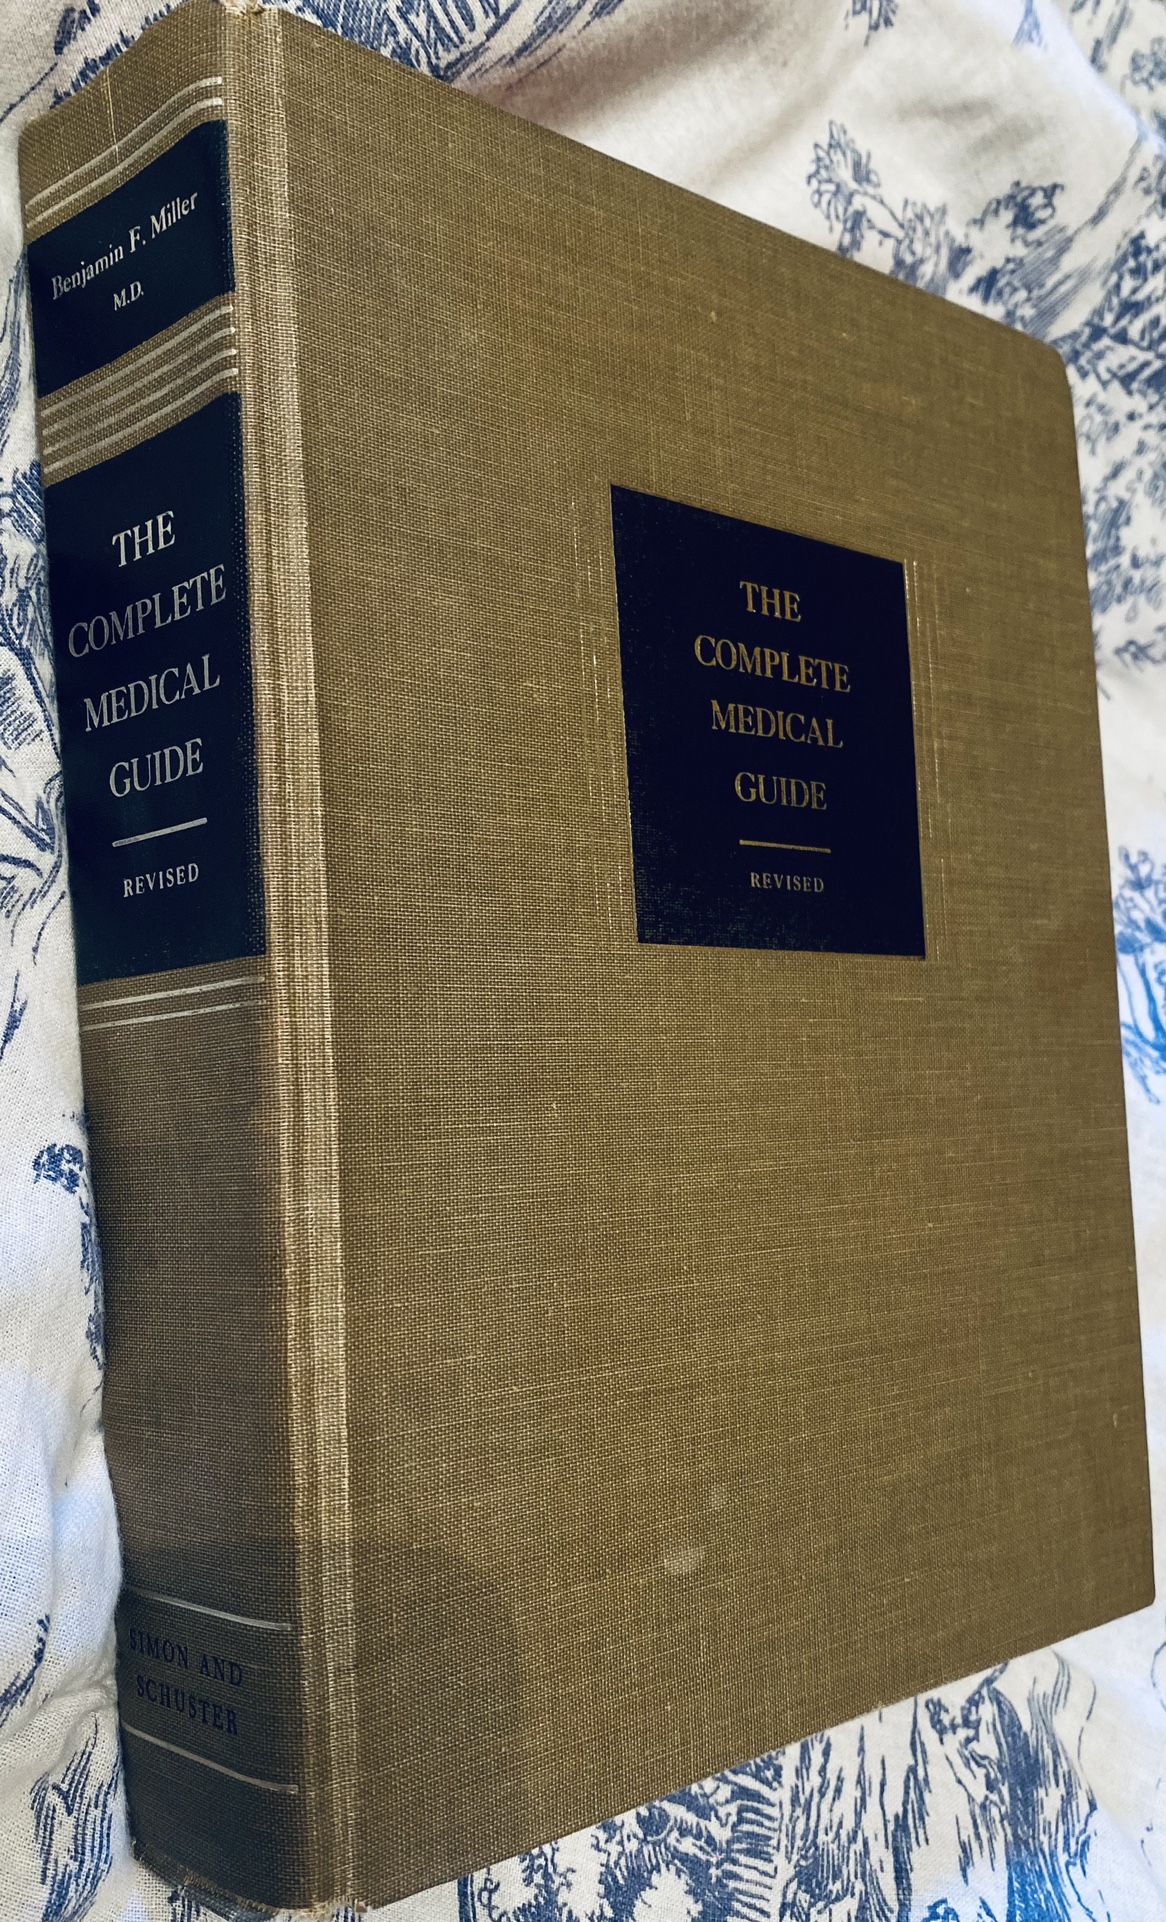 Benjamin F. Miller
M.D.
THE
COMPLETE
MEDICAL
GUIDE
REVISED
SIMON AND
SCHUSTER
THE
COMPLETE
MEDICAL
GUIDE
REVISED